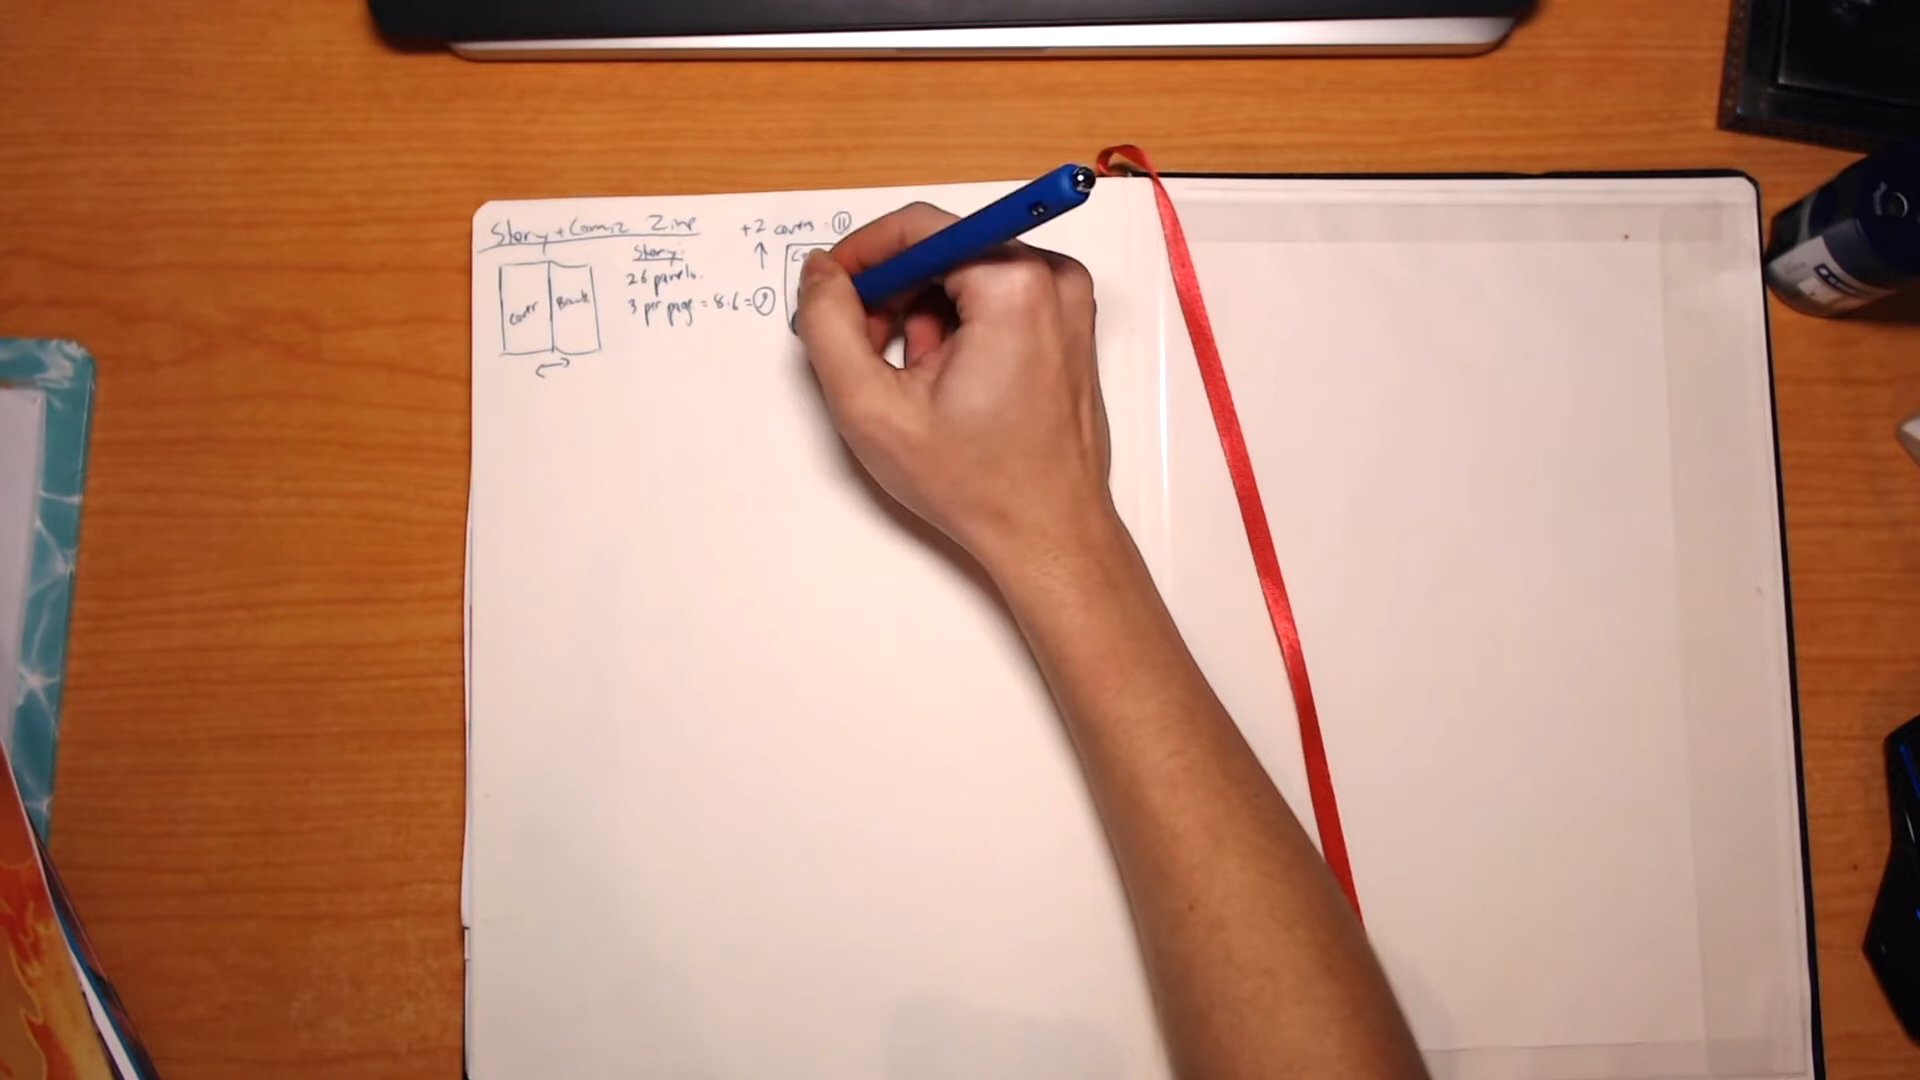 Story + Comic Zine
+2 covers = 11
Story:
26 panels.
3 per page = 8.6 = 9
Cover
Back